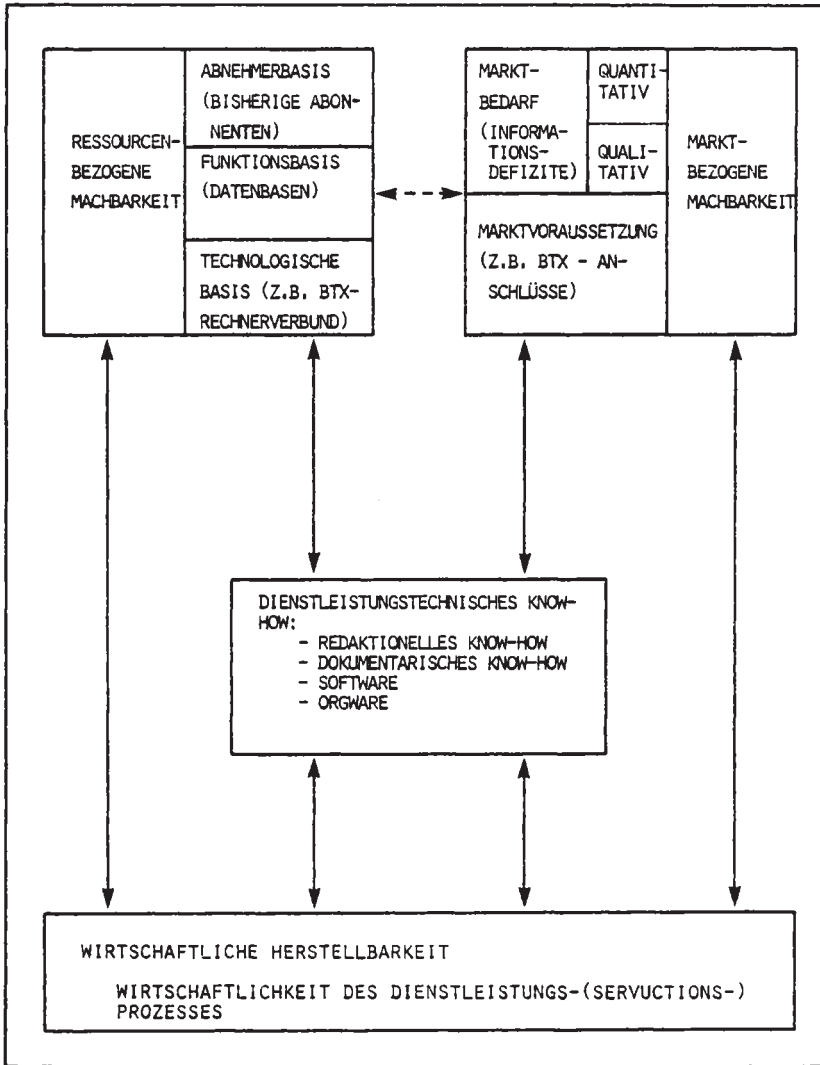 RESSOURCEN-
BEZOGENE
MACHBARKEIT
ABNEHMERBASIS
(BISHERIGE ABON-
NENTEN)
FUNKTIONSBASIS
(DATENBASEN)
TECHNOLOGISCHE
BASIS (Z.B. BTX-
RECHNERVERBUND)
MARKT-
BEDARF
(INFORMA-
TIONS-
DEFIZITE)
QUANTI-
TATIV
QUALI-
TATIV
MARKTVORAUSSETZUNG
(Z.B. BTX - AN-
SCHLÜSSE)
MARKT-
BEZOGENE
MACHBARKEIT
DIENSTLEISTUNGSTECHNISCHES KNOW-
HOW:
- REDAKTIONELLES KNOW-HOW
- DOKUMENTARISCHES KNOW-HOW
- SOFTWARE
- ORGWARE
WIRTSCHAFTLICHE HERSTELLBARKEIT
WIRTSCHAFTLICHKEIT DES DIENSTLEISTUNGS-(SERVUCTIONS-)
PROZESSES